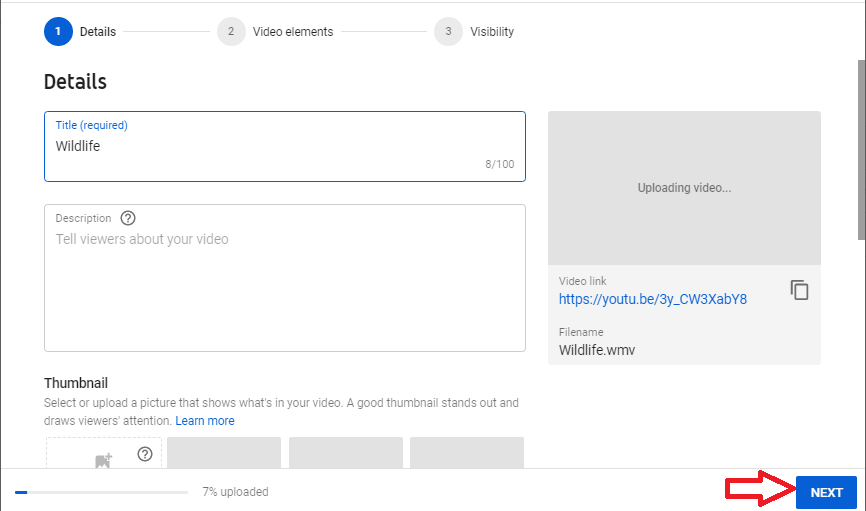 1 Details 2 Video elements 3 Visibility
Details
Title (required)
Wildlife
8/100
Description ?
Tell viewers about your video
Uploading video...
Video link
https://youtu.be/3y_CW3XabY8
Filename
Wildlife.wmv
Thumbnail
Select or upload a picture that shows what's in your video. A good thumbnail stands out and
draws viewers' attention. Learn more
?
7% uploaded
NEXT